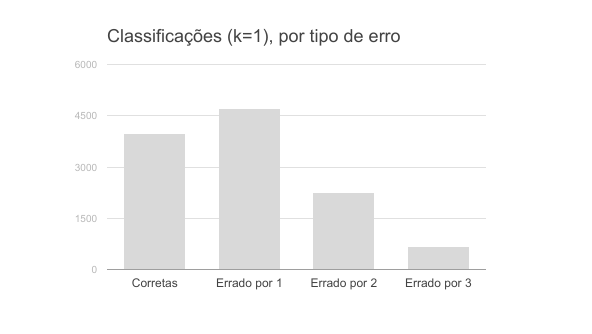 Classificações (k=1), por tipo de erro
6000
4500
3000
1500
0
Corretas
Errado por 1
Errado por 2
Errado por 3